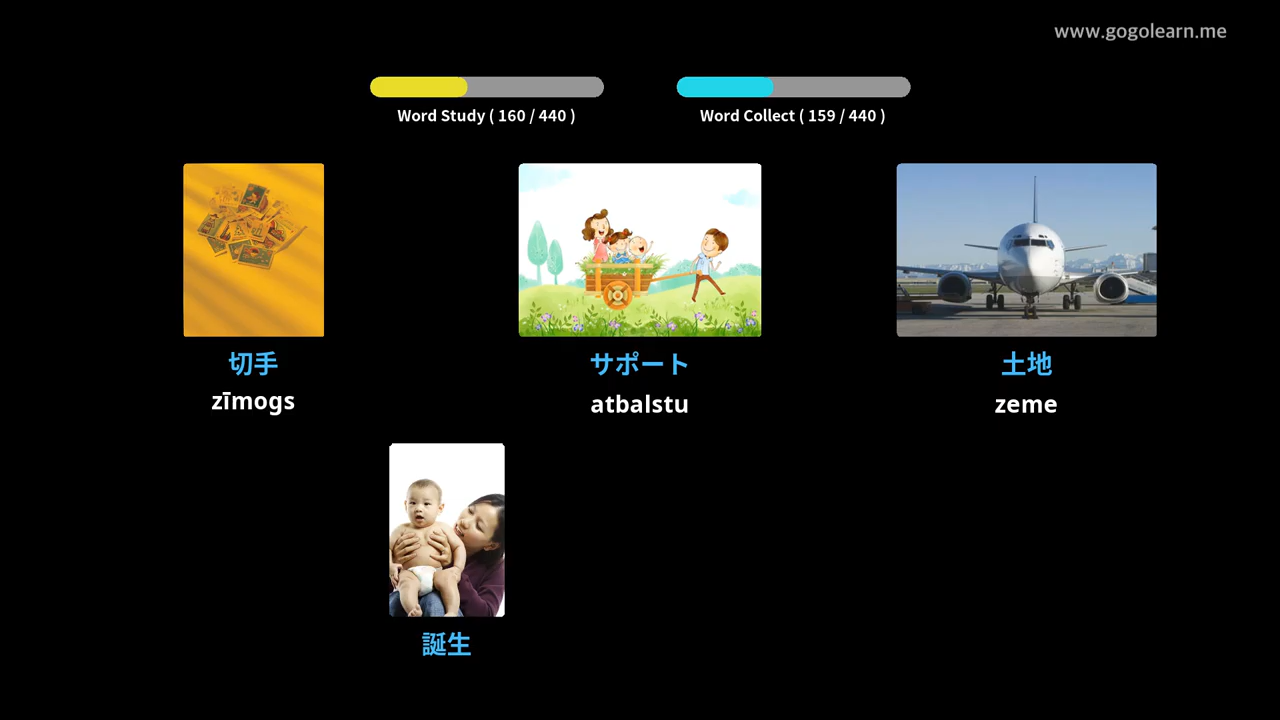 www.gogolearn.me
Word Study ( 160 / 440 )
Word Collect ( 159 / 440 )
切手
zīmogs
サポート
atbalstu
土地
zeme
誕生